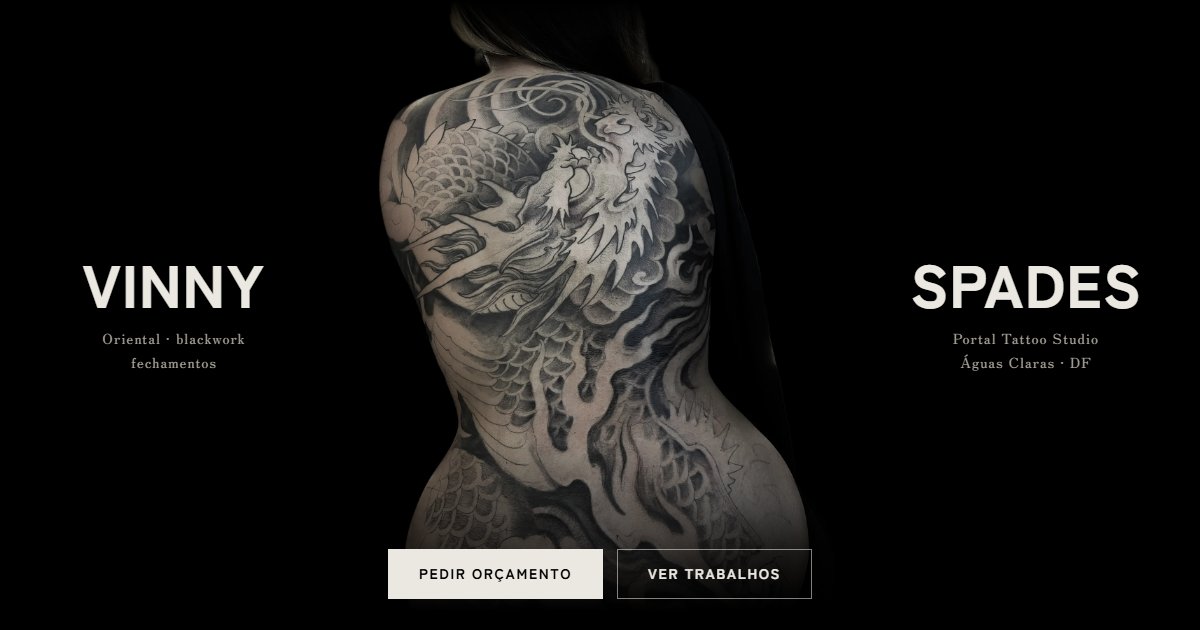 VINNY
Oriental · blackwork
fechamentos
SPADES
Portal Tattoo Studio
Águas Claras · DF
PEDIR ORÇAMENTO
VER TRABALHOS